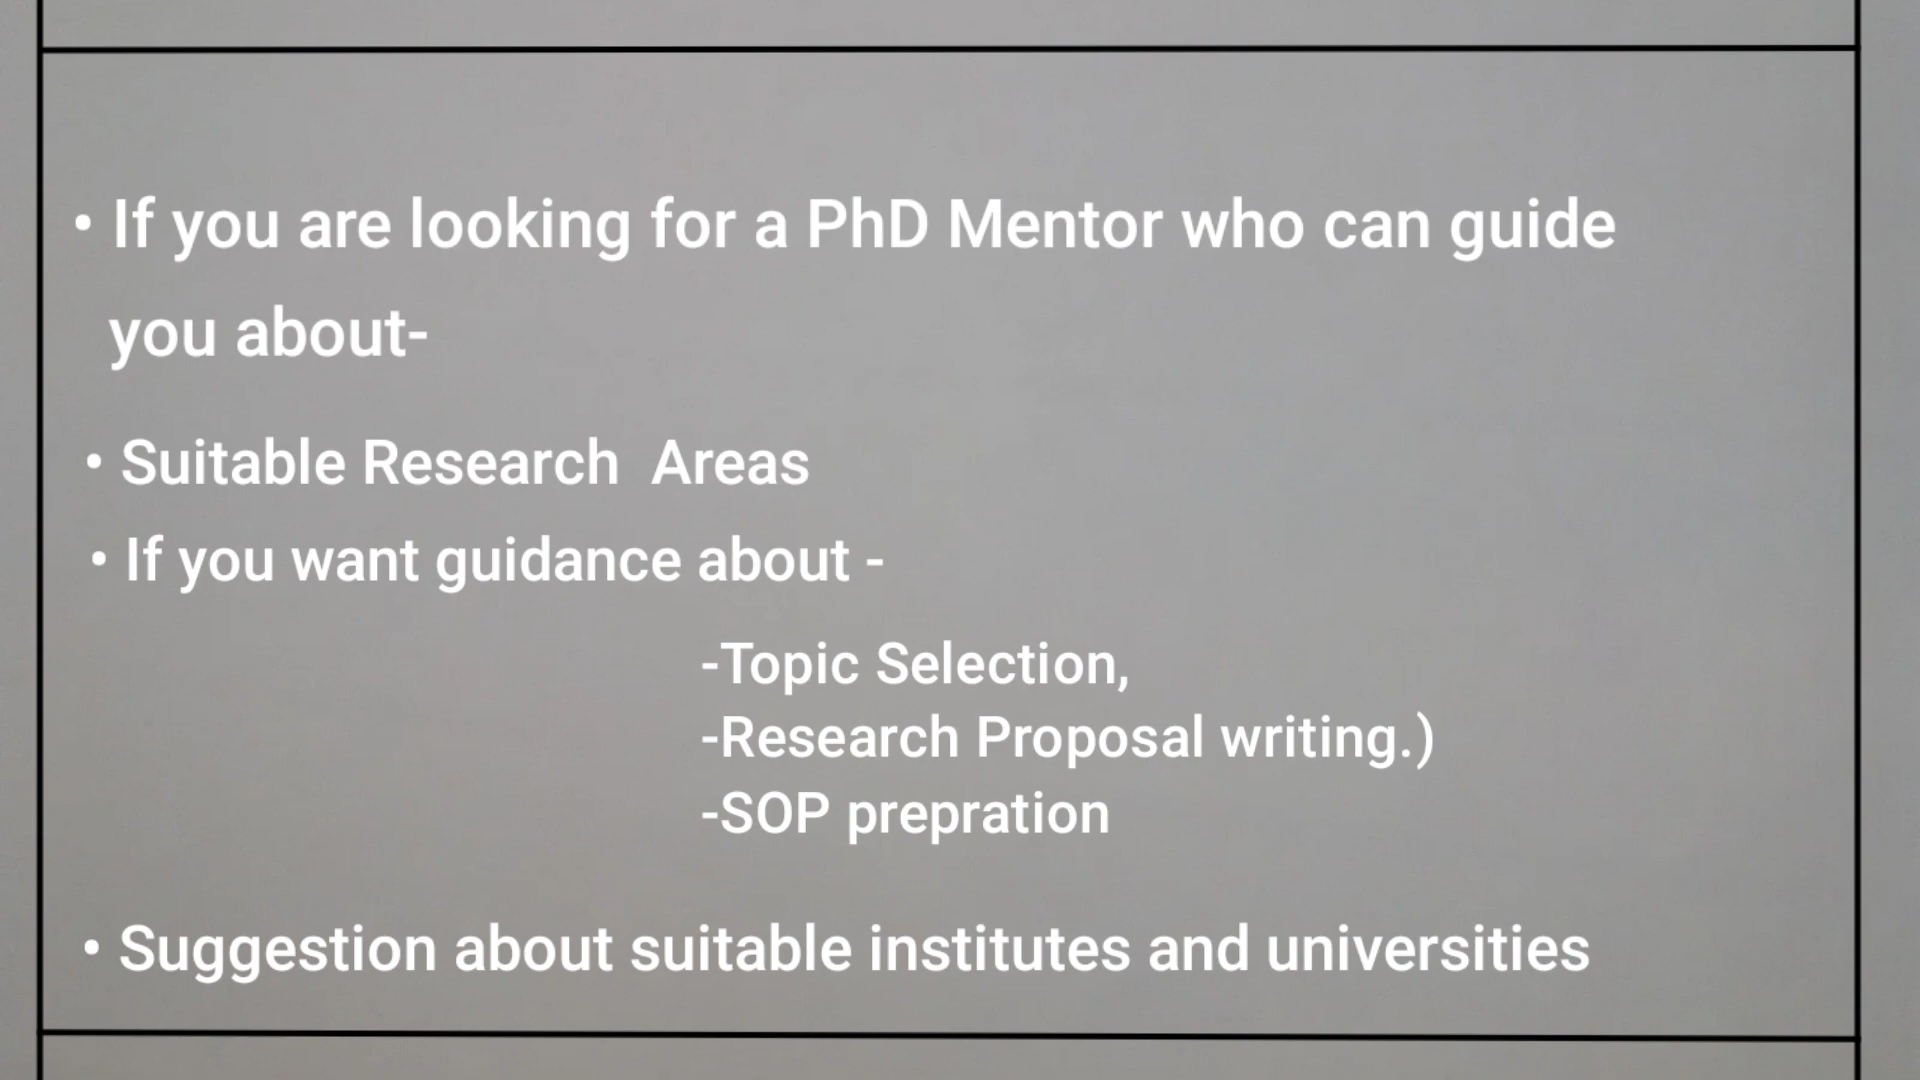 • If you are looking for a PhD Mentor who can guide
you about-
• Suitable Research Areas
• If you want guidance about -
-Topic Selection,
-Research Proposal writing.)
-SOP prepration
• Suggestion about suitable institutes and universities